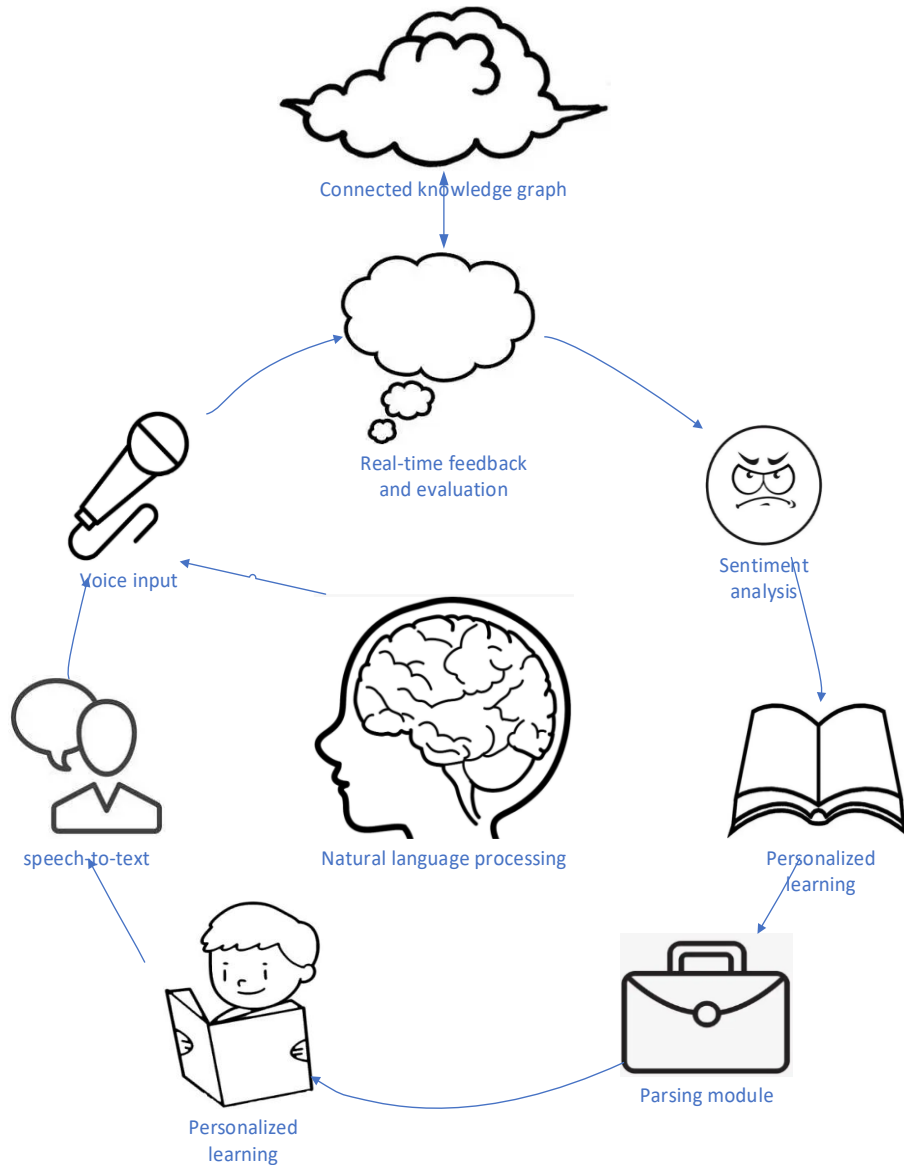 Connected knowledge graph
Real-time feedback
and evaluation
Sentiment
analysis
Voice input
speech-to-text
Natural language processing
Personalized
learning
Parsing module
Personalized
learning